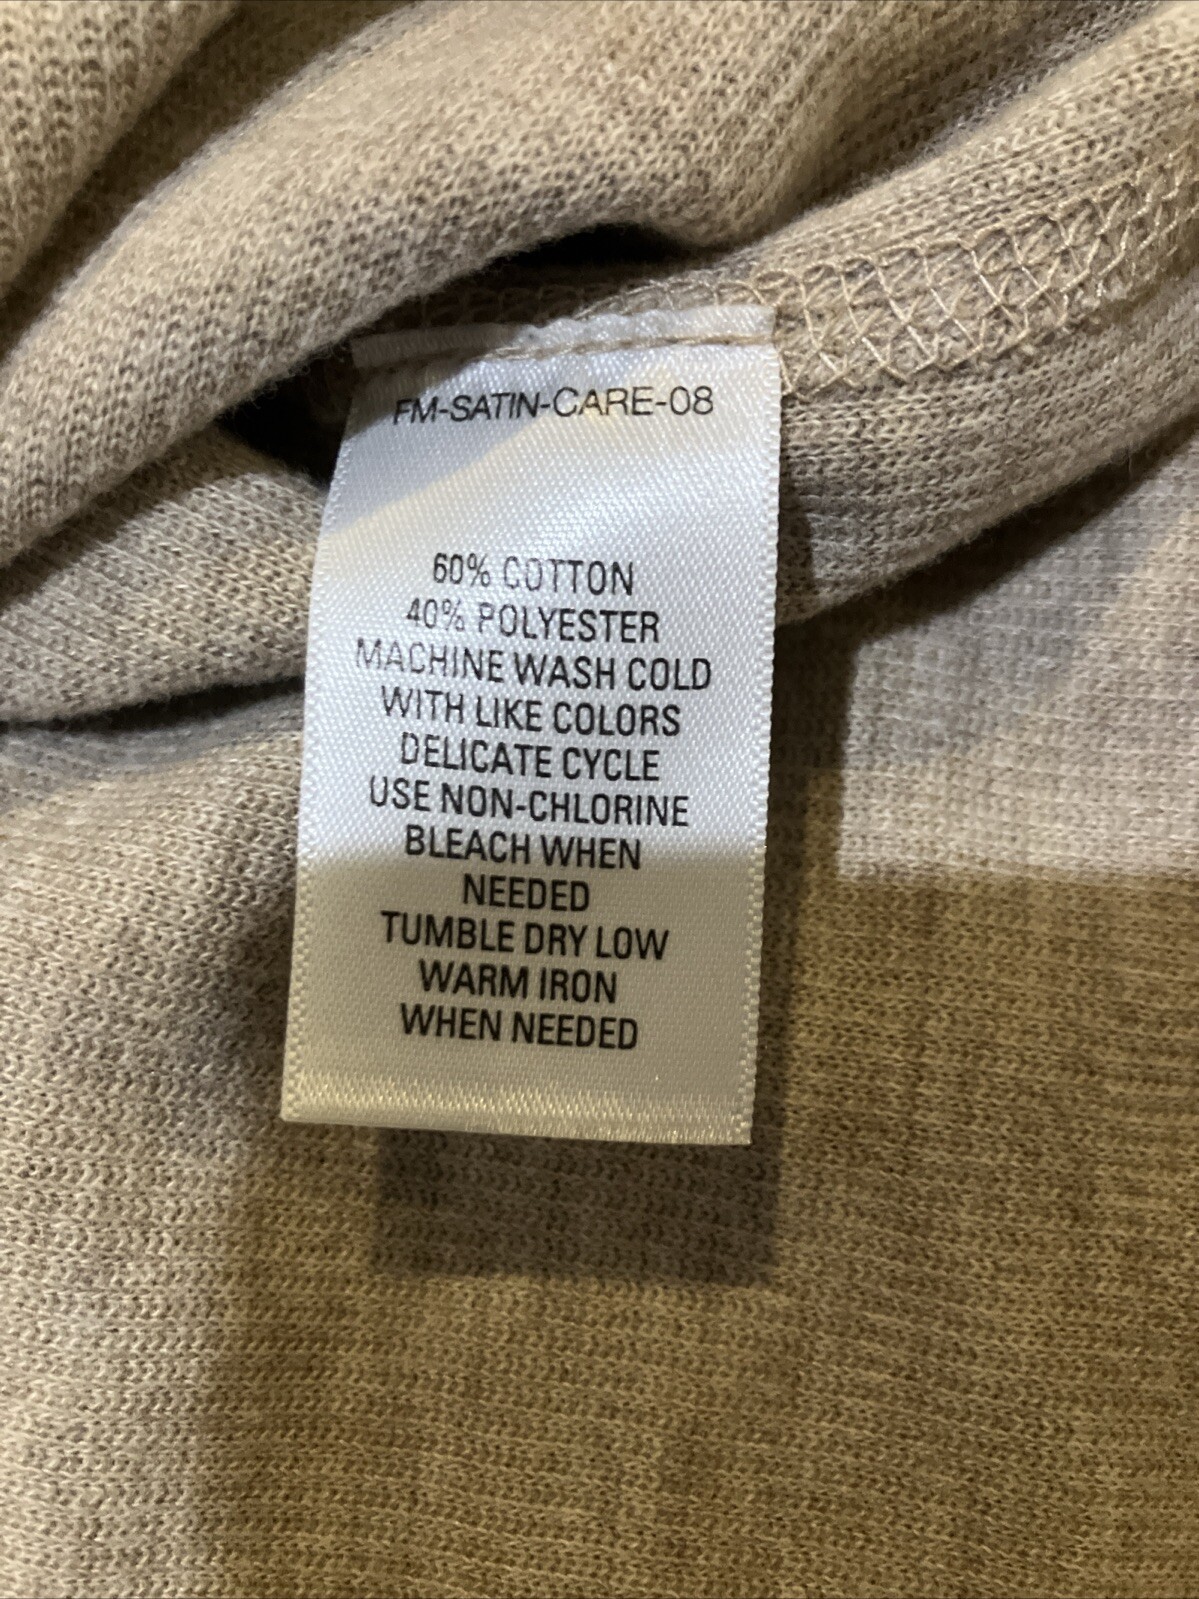 FM-SATIN-CARE-08
60% COTTON
40% POLYESTER
MACHINE WASH COLD
WITH LIKE COLORS
DELICATE CYCLE
USE NON-CHLORINE
BLEACH WHEN
NEEDED
TUMBLE DRY LOW
WARM IRON
WHEN NEEDED